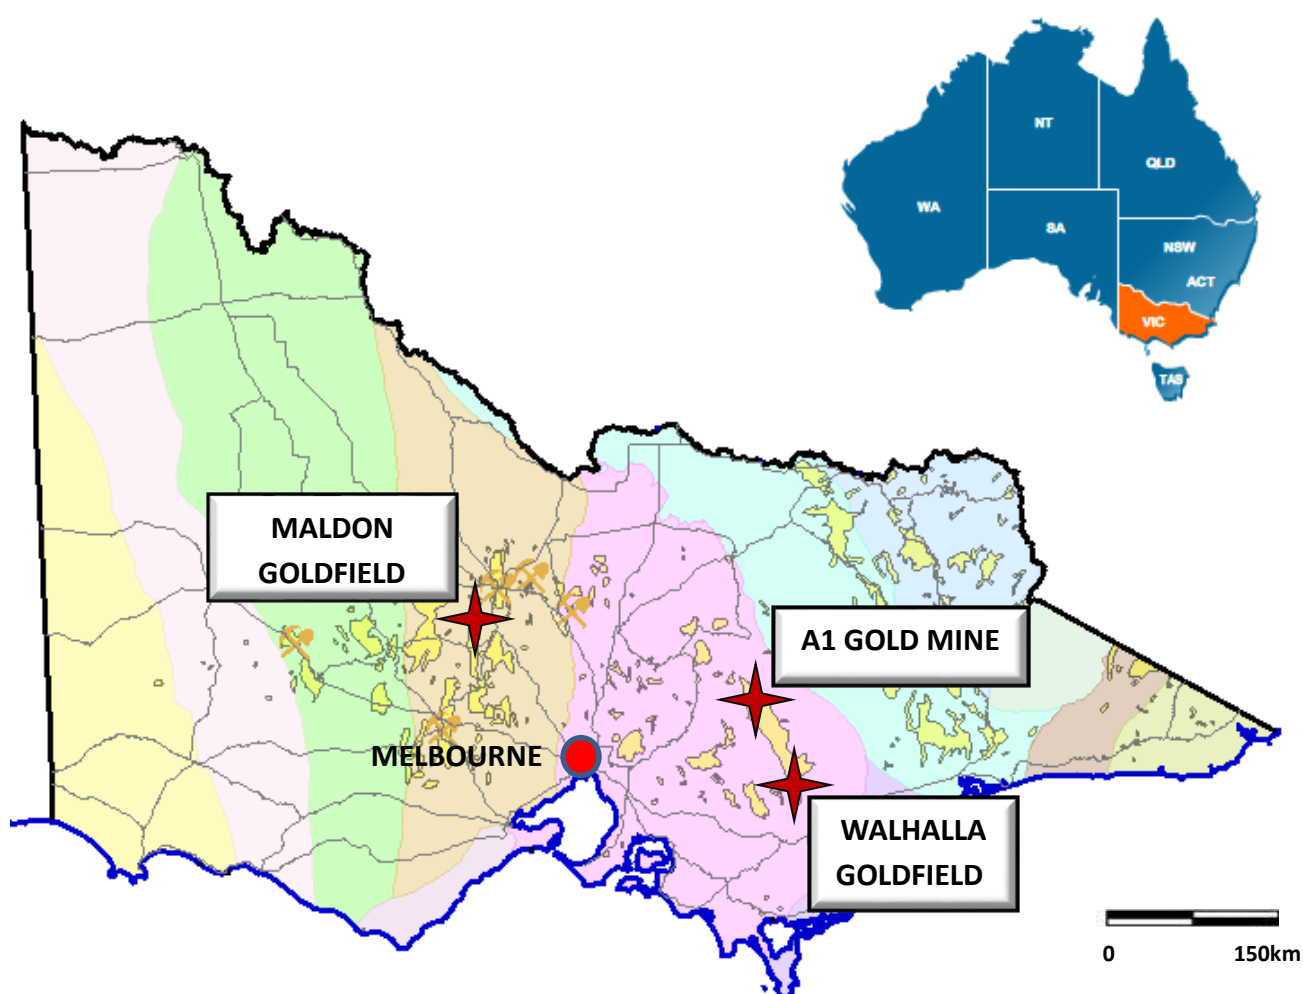 NT
QLD
WA
SA
NSW
ACT
VIC
TAS
MALDON
GOLDFIELD
A1 GOLD MINE
MELBOURNE
WALHALLA
GOLDFIELD
0 150km